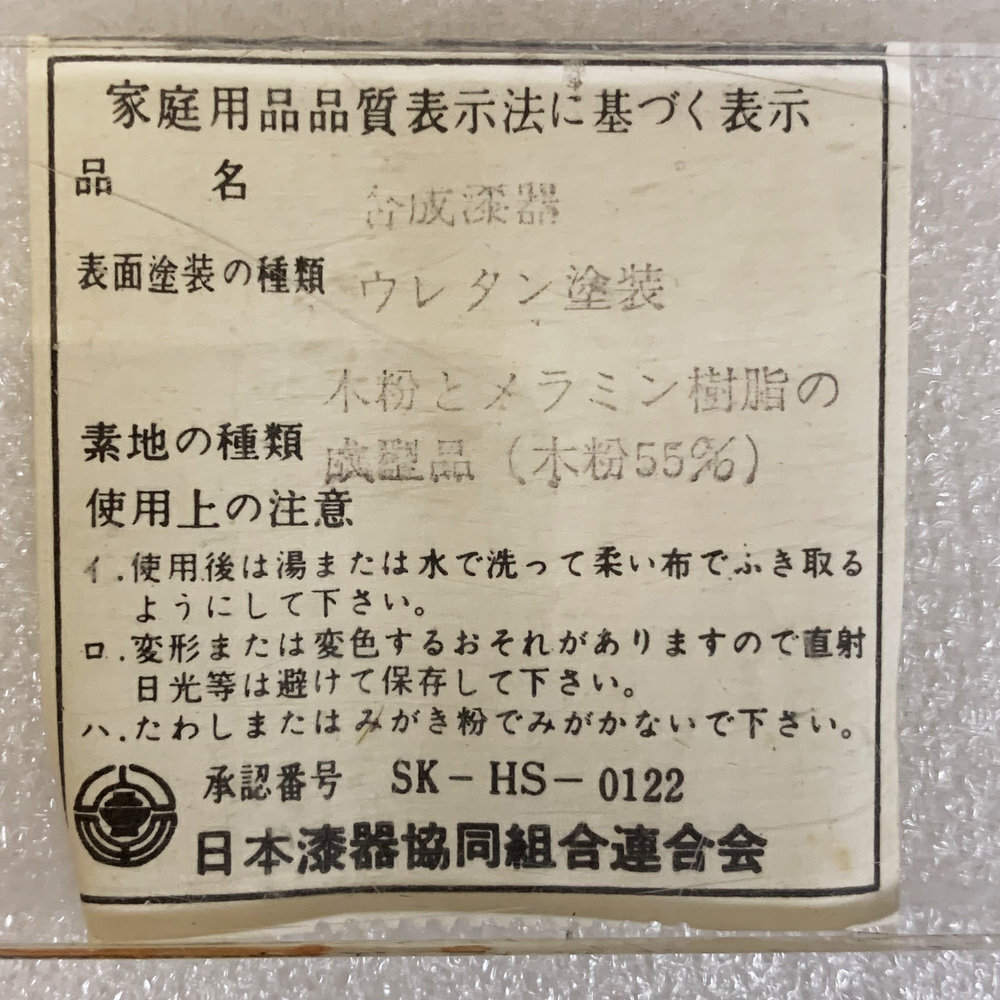 家庭用品品質表示法に基づく表示
品 名 合成漆器
表面塗装の種類 ウレタン塗装
素地の種類 木粉とメラミン樹脂の
成型品（木粉55%）
使用上の注意
イ.使用後は湯または水で洗って柔い布でふき取る
ようにして下さい。
ロ.変形または変色するおそれがありますので直射
日光等は避けて保存して下さい。
ハ.たわしまたはみがき粉でみがかないで下さい。
承認番号 SK-HS-0122
日本漆器協同組合連合会